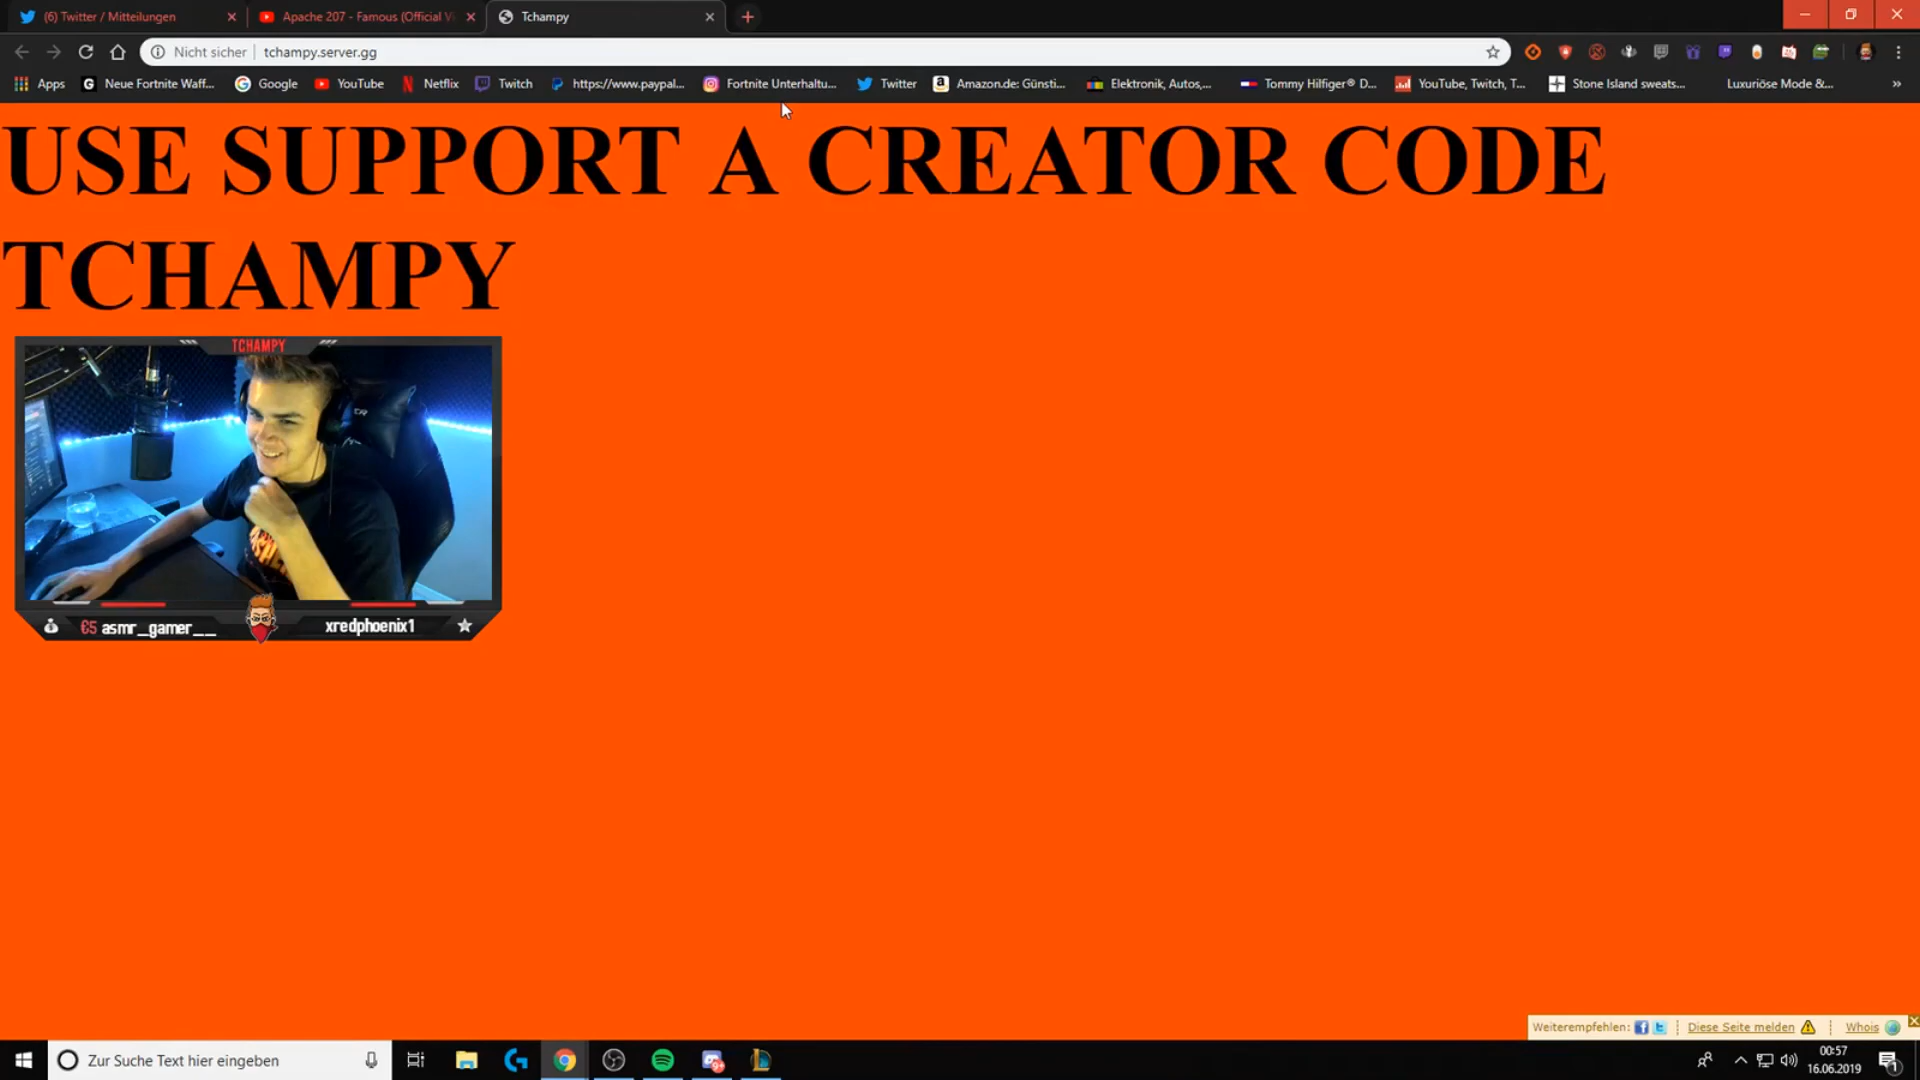 (6) Twitter / Mitteilungen
Apache 207 - Famous (Official V
Tchampy
Nicht sicher
tchampy.server.gg
Apps
Neue Fortnite Waff...
Google
YouTube
Netflix
Twitch
https://www.paypal...
Fortnite Unterhaltu...
Twitter
Amazon.de: Günsti...
Elektronik, Autos,...
Tommy Hilfiger® D...
YouTube, Twitch, T...
Stone Island sweats...
Luxuriöse Mode &...
»
USE SUPPORT A CREATOR CODE
TCHAMPY
TCHAMPY
€5 asmr_gamer__
xredphoenix1
Weiterempfehlen:
Diese Seite melden
Whois
Zur Suche Text hier eingeben
00:57
16.06.2019